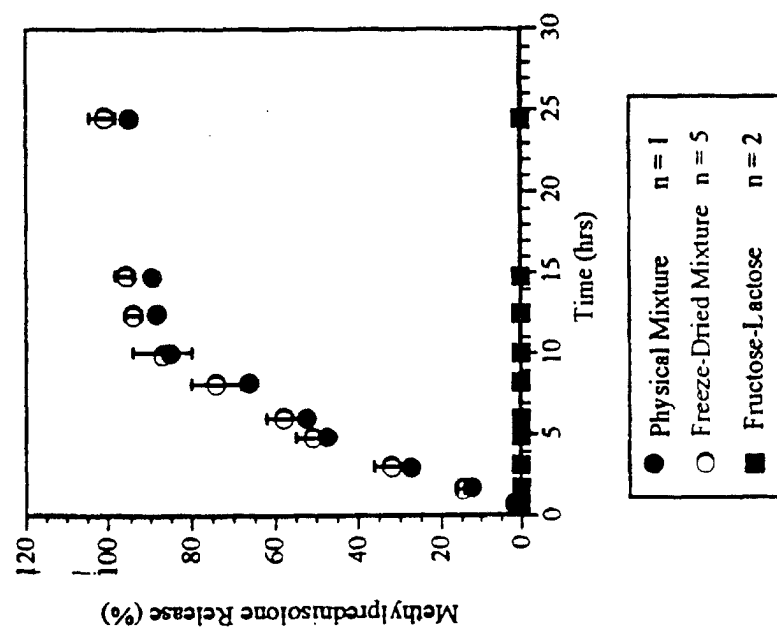 Methylprednisolone Release (%)
120
100
80
60
40
20
0
0
5
10
15
20
25
30
Time (hrs)
Physical Mixture n = 1
Freeze-Dried Mixture n = 5
Fructose-Lactose n = 2